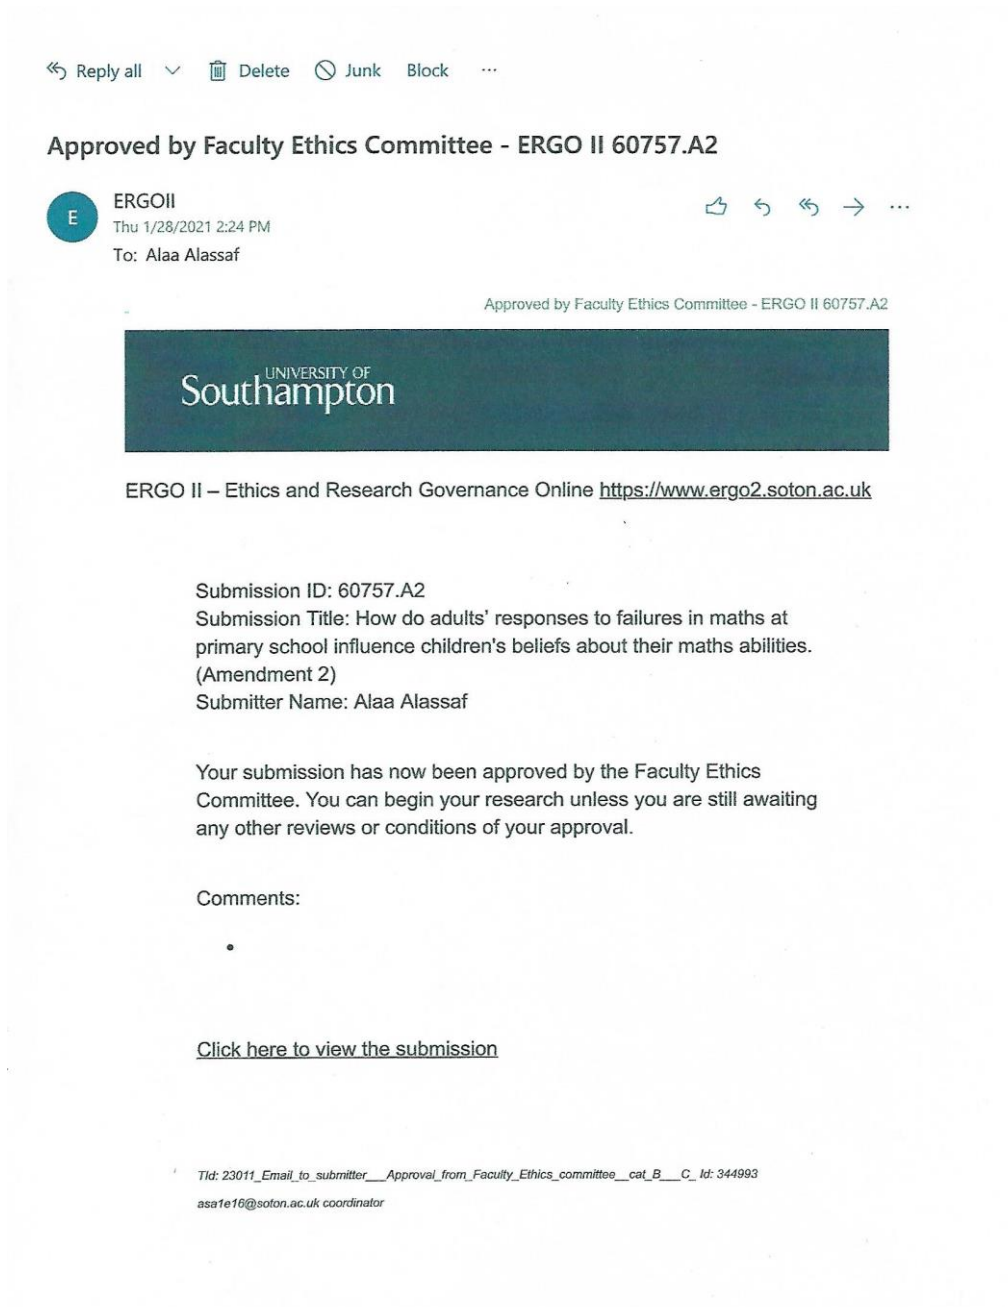 Reply all Delete Junk Block ...
Approved by Faculty Ethics Committee - ERGO II 60757.A2
E
ERGOII
Thu 1/28/2021 2:24 PM
To: Alaa Alassaf
Approved by Faculty Ethics Committee - ERGO II 60757.A2
UNIVERSITY OF
Southampton
ERGO II – Ethics and Research Governance Online https://www.ergo2.soton.ac.uk
Submission ID: 60757.A2
Submission Title: How do adults' responses to failures in maths at
primary school influence children's beliefs about their maths abilities.
(Amendment 2)
Submitter Name: Alaa Alassaf
Your submission has now been approved by the Faculty Ethics
Committee. You can begin your research unless you are still awaiting
any other reviews or conditions of your approval.
Comments:
•
Click here to view the submission
TId: 23011_Email_to_submitter___Approval_from_Faculty_Ethics_committee__cat_B___C_ Id: 344993
asa1e16@soton.ac.uk coordinator